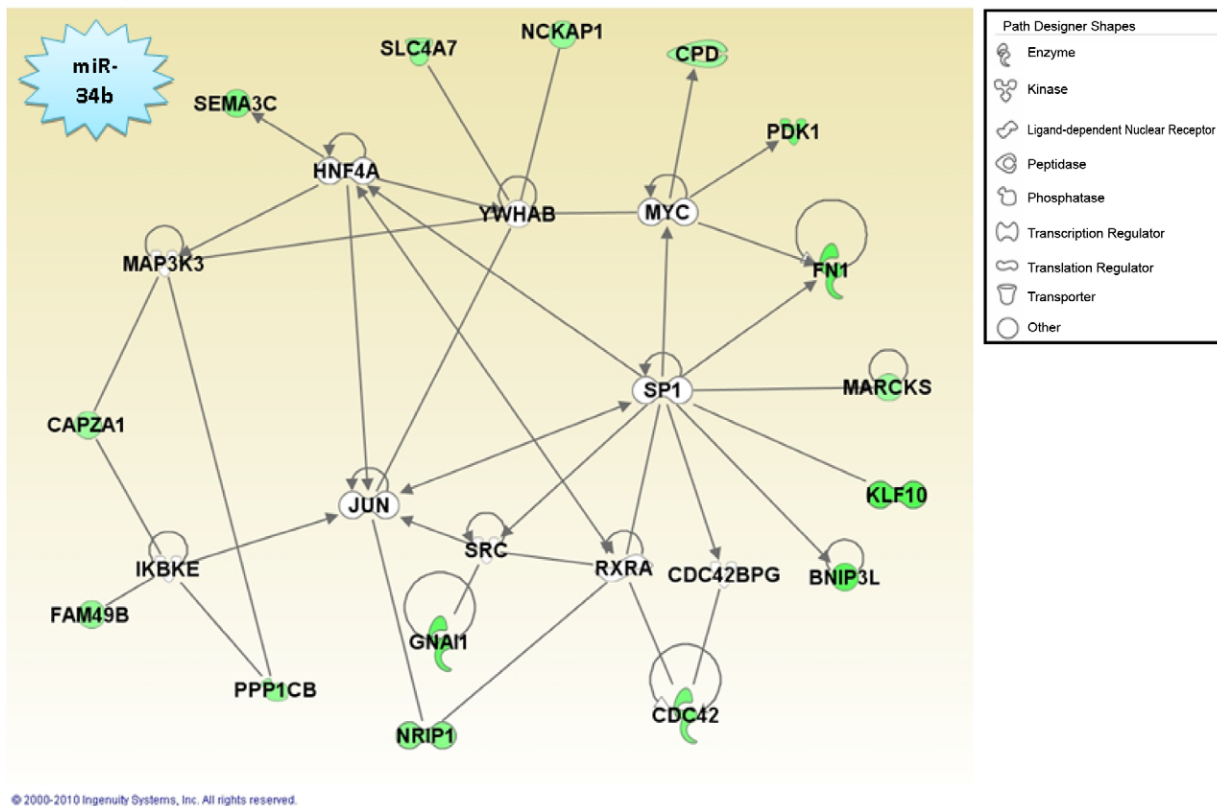 miR-
34b
SLC4A7
NCKAP1
CPD
SEMA3C
PDK1
HNF4A
YWHAB
MYC
MAP3K3
FN1
SP1
MARCKS
CAPZA1
KLF10
JUN
SRC
IKBKE
RXRA
CDC42BPG
BNIP3L
FAM49B
GNAI1
PPP1CB
CDC42
NRIP1
© 2000-2010 Ingenuity Systems, Inc. All rights reserved.
Path Designer Shapes
Enzyme
Kinase
Ligand-dependent Nuclear Receptor
Peptidase
Phosphatase
Transcription Regulator
Translation Regulator
Transporter
Other